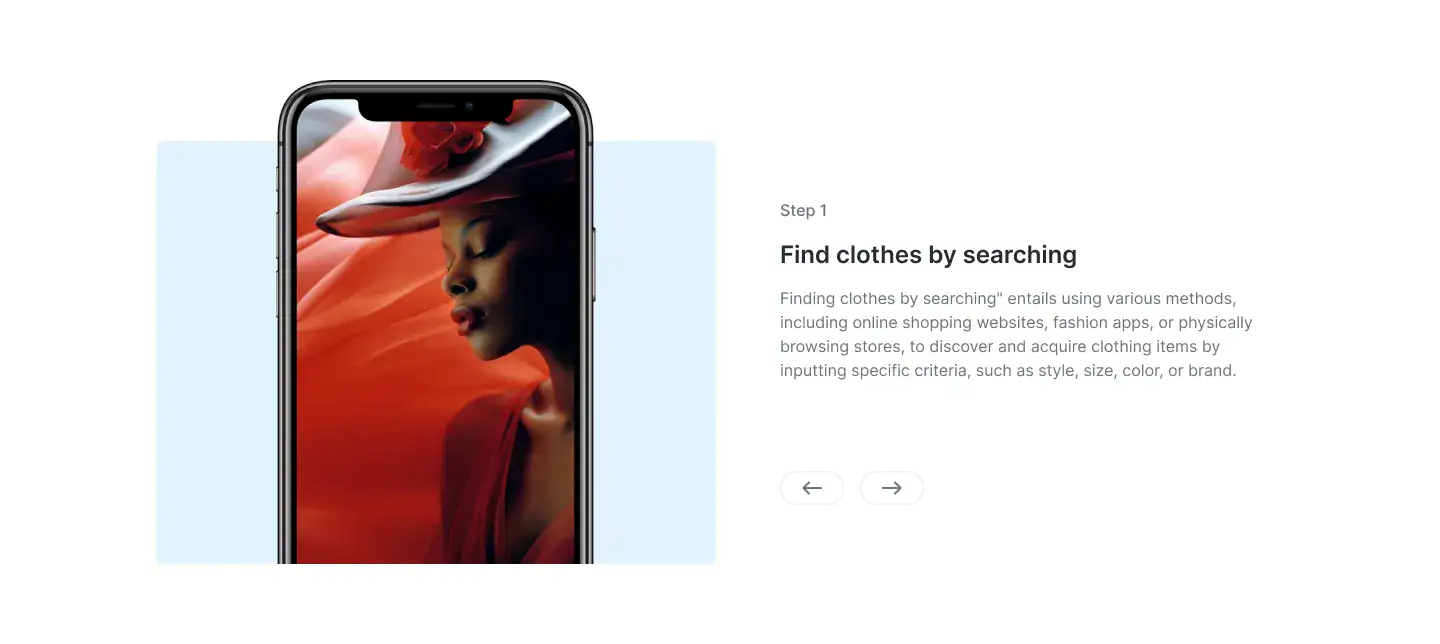 Step 1
Find clothes by searching
Finding clothes by searching" entails using various methods,
including online shopping websites, fashion apps, or physically
browsing stores, to discover and acquire clothing items by
inputting specific criteria, such as style, size, color, or brand.